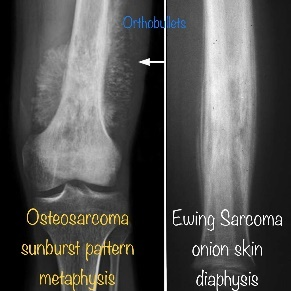 Orthobullets
Osteosarcoma
sunburst pattern
metaphysis
Ewing Sarcoma
onion skin
diaphysis